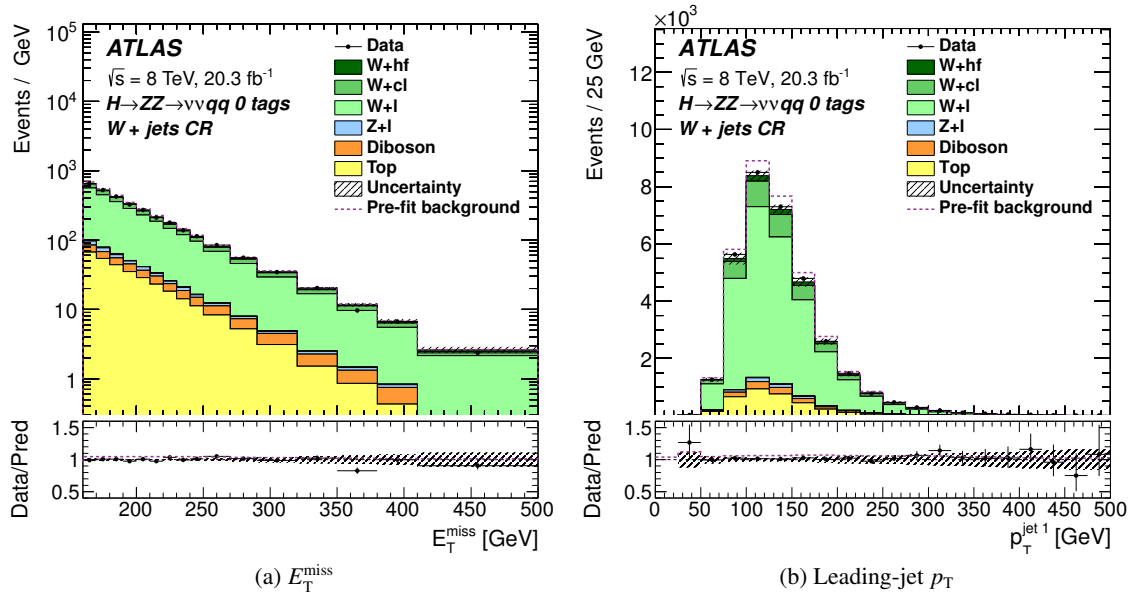 Events / GeV
10⁵
10⁴
10³
10²
10
1
ATLAS
√s = 8 TeV, 20.3 fb⁻¹
H→ZZ→ννqq 0 tags
W + jets CR
Data
W+hf
W+cl
W+l
Z+l
Diboson
Top
Uncertainty
Pre-fit background
Data/Pred
1.5
1
0.5
200 250 300 350 400 450 500
E_T^miss [GeV]
(a) E_T^miss
×10³
Events / 25 GeV
12
10
8
6
4
2
ATLAS
√s = 8 TeV, 20.3 fb⁻¹
H→ZZ→ννqq 0 tags
W + jets CR
Data
W+hf
W+cl
W+l
Z+l
Diboson
Top
Uncertainty
Pre-fit background
Data/Pred
1.5
1
0.5
0 50 100 150 200 250 300 350 400 450 500
p_T^jet 1 [GeV]
(b) Leading-jet p_T